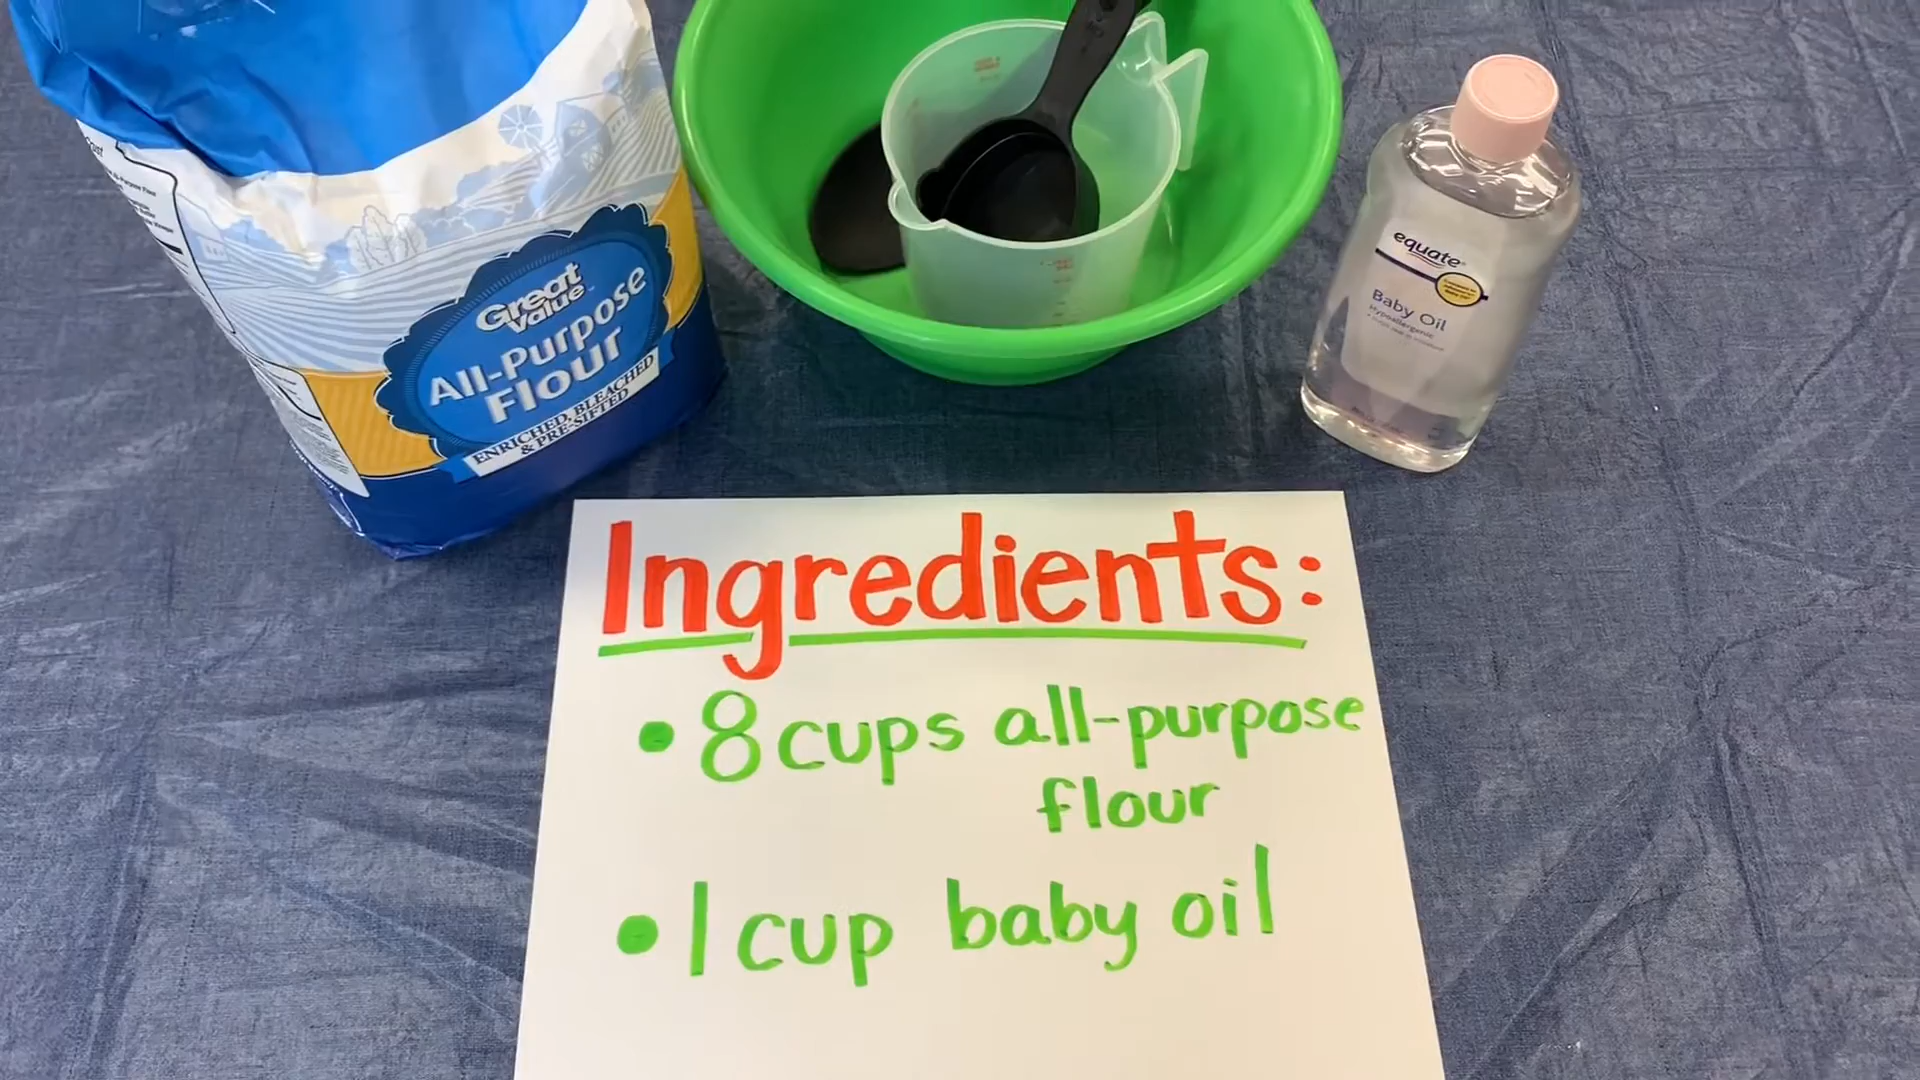 Great
Value
All-Purpose
Flour
ENRICHED, BLEACHED
& PRE-SIFTED
equate
Baby Oil
Hypoallergenic
Ingredients:
• 8 cups all-purpose
flour
• 1 cup baby oil